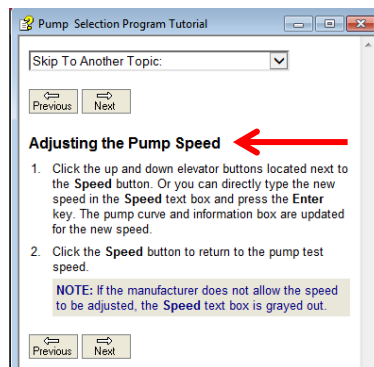 Pump Selection Program Tutorial
Skip To Another Topic:
Previous Next
Adjusting the Pump Speed
1. Click the up and down elevator buttons located next to
the Speed button. Or you can directly type the new
speed in the Speed text box and press the Enter
key. The pump curve and information box are updated
for the new speed.
2. Click the Speed button to return to the pump test
speed.
NOTE: If the manufacturer does not allow the speed
to be adjusted, the Speed text box is grayed out.
Previous Next